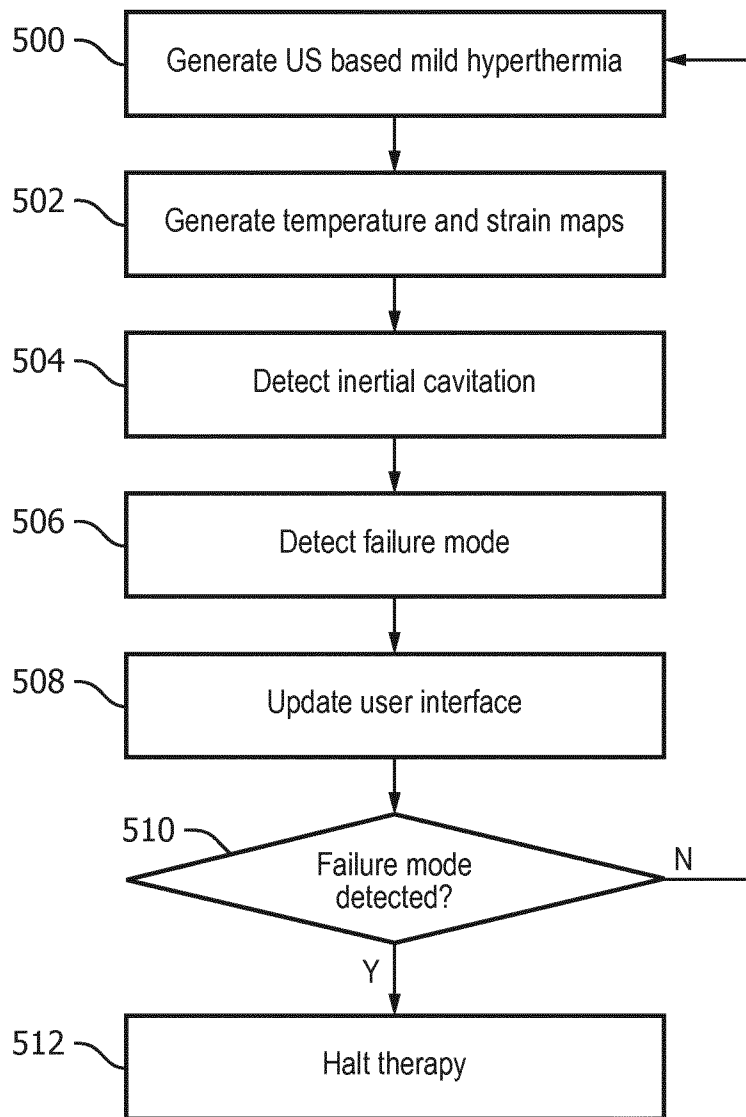 500
Generate US based mild hyperthermia
502
Generate temperature and strain maps
504
Detect inertial cavitation
506
Detect failure mode
508
Update user interface
510
Failure mode
detected?
N
Y
512
Halt therapy